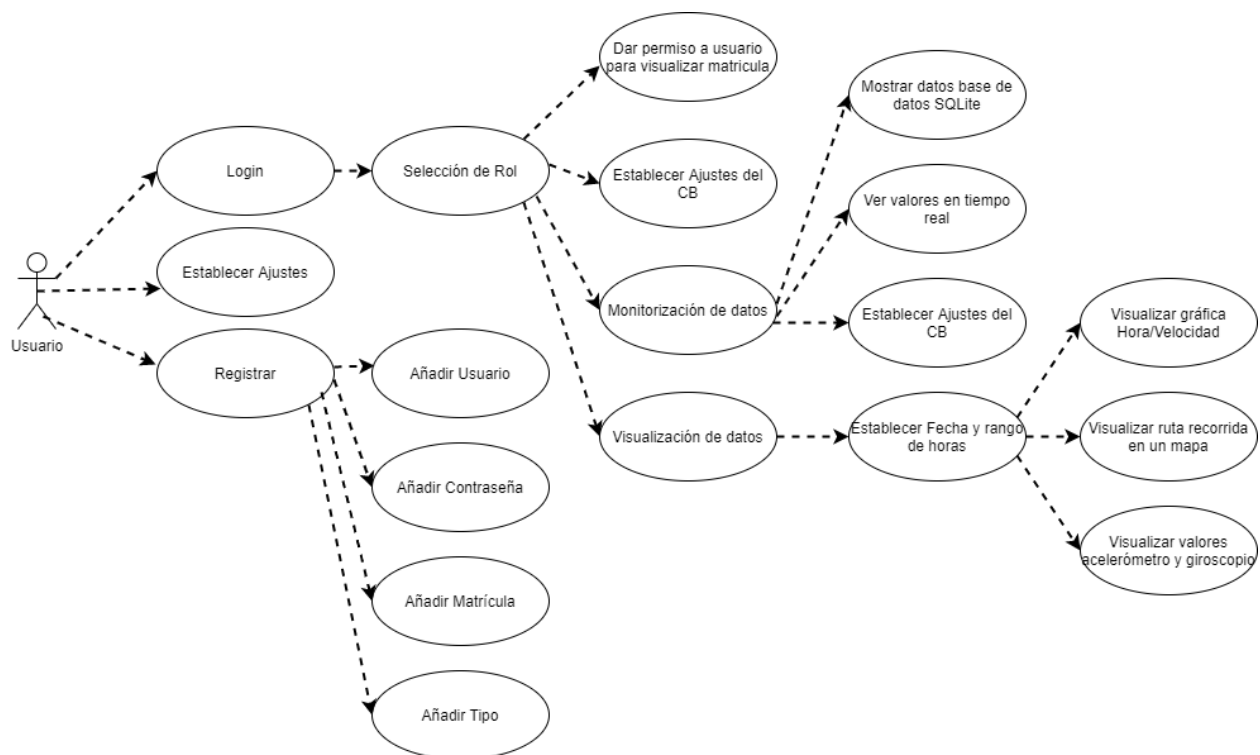 Dar permiso a usuario
para visualizar matricula
Mostrar datos base de
datos SQLite
Login
Selección de Rol
Establecer Ajustes del
CB
Ver valores en tiempo
real
Establecer Ajustes
Usuario
Monitorización de datos
Establecer Ajustes del
CB
Visualizar gráfica
Hora/Velocidad
Registrar
Añadir Usuario
Visualización de datos
Establecer Fecha y rango
de horas
Visualizar ruta recorrida
en un mapa
Añadir Contraseña
Visualizar valores
acelerómetro y giroscopio
Añadir Matrícula
Añadir Tipo